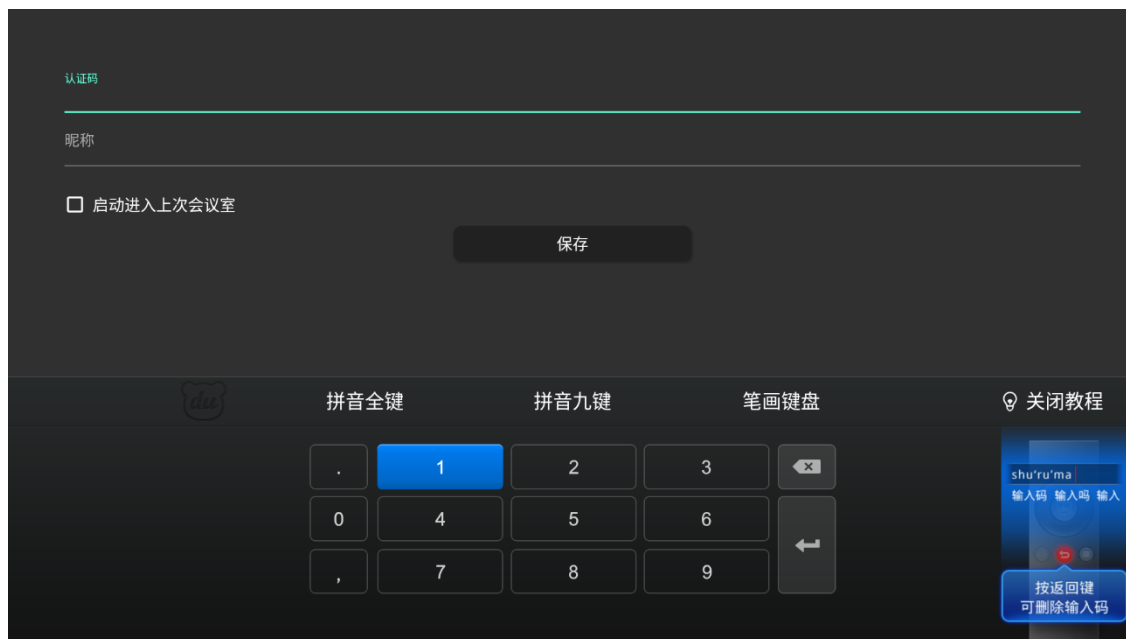 认证码
昵称
启动进入上次会议室
保存
du
拼音全键 拼音九键 笔画键盘 关闭教程
. 1 2 3
0 4 5 6
, 7 8 9
shu'ru'ma
输入码 输入吗 输入
按返回键
可删除输入码